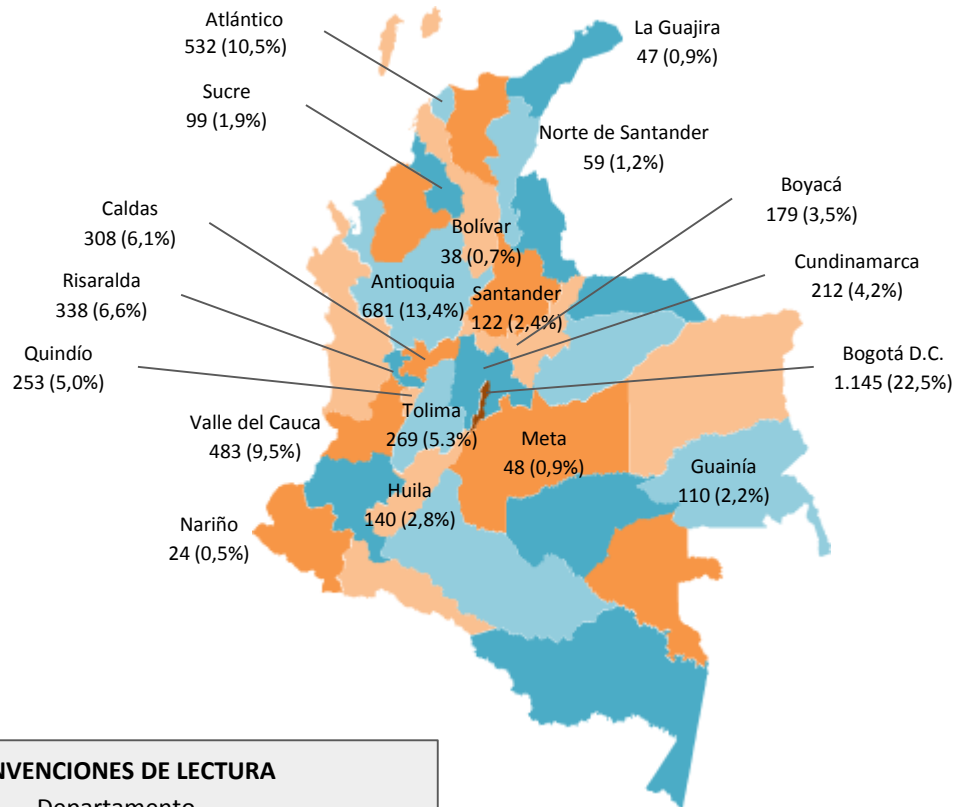 Atlántico
532 (10,5%)
La Guajira
47 (0,9%)
Sucre
99 (1,9%)
Norte de Santander
59 (1,2%)
Boyacá
179 (3,5%)
Caldas
308 (6,1%)
Bolívar
38 (0,7%)
Cundinamarca
212 (4,2%)
Risaralda
338 (6,6%)
Antioquia
681 (13,4%)
Santander
122 (2,4%)
Quindío
253 (5,0%)
Bogotá D.C.
1.145 (22,5%)
Valle del Cauca
483 (9,5%)
Tolima
269 (5.3%)
Meta
48 (0,9%)
Guainía
110 (2,2%)
Huila
140 (2,8%)
Nariño
24 (0,5%)
NVENCIONES DE LECTURA
Departamento